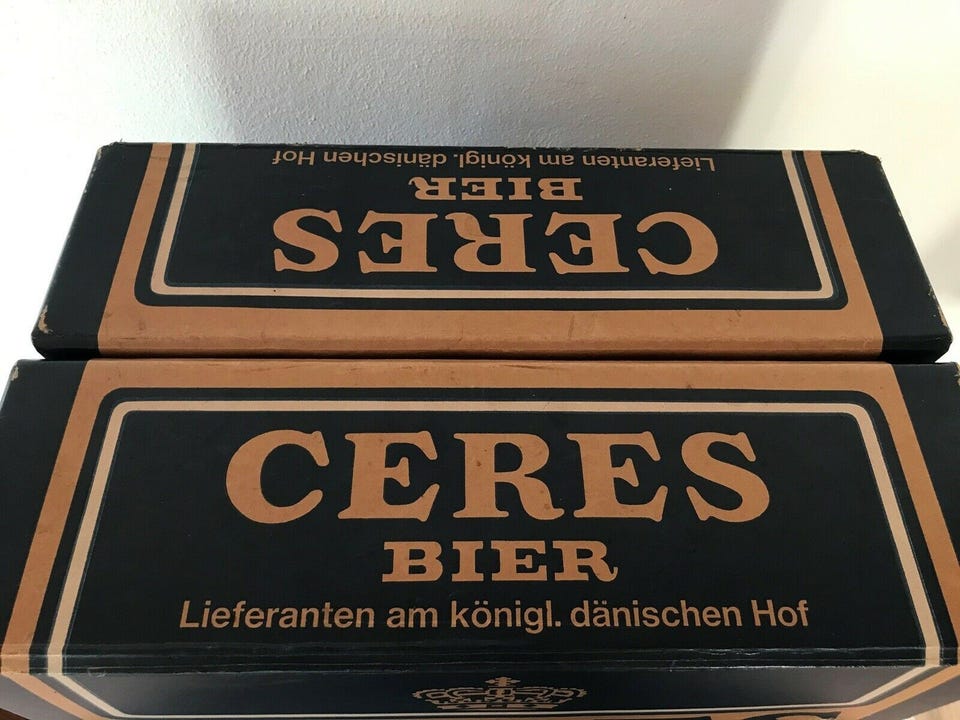 Lieferanten am königl. dänischen Hof
BIER
CERES
CERES
BIER
Lieferanten am königl. dänischen Hof